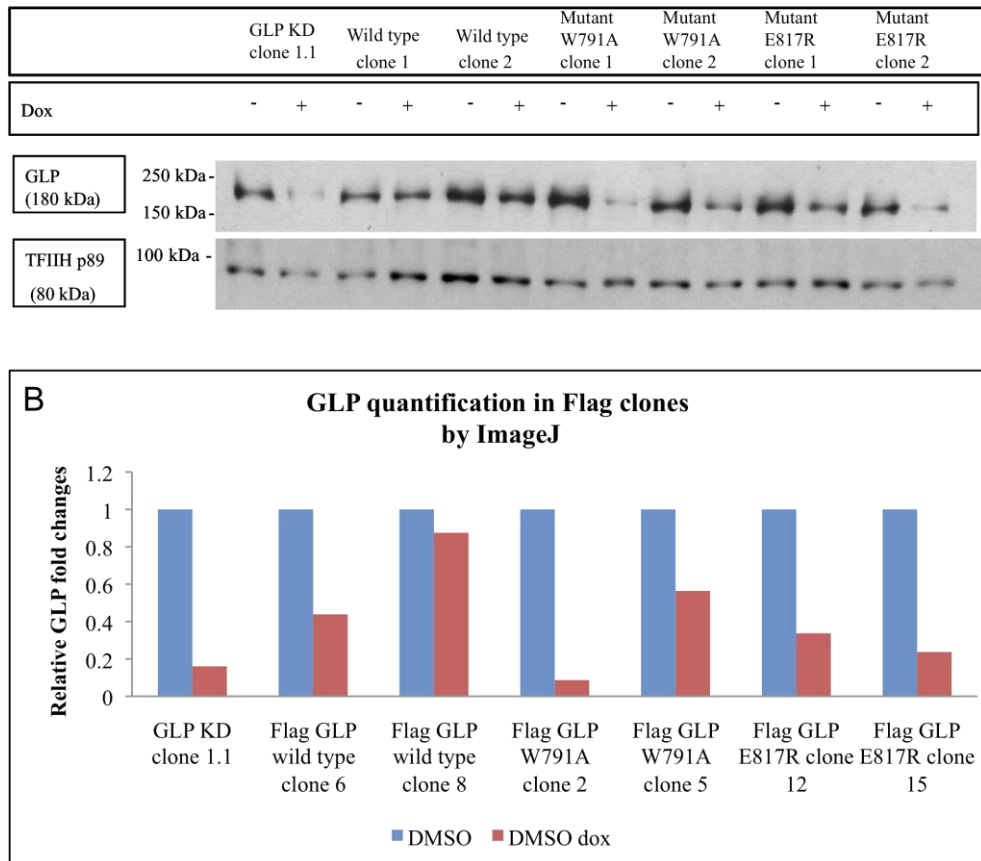 GLP KD
clone 1.1
Wild type
clone 1
Wild type
clone 2
Mutant
W791A
clone 1
Mutant
W791A
clone 2
Mutant
E817R
clone 1
Mutant
E817R
clone 2
Dox - + - + - + - + - + - + - +
GLP
(180 kDa)
250 kDa-
150 kDa-
TFIIH p89
(80 kDa)
100 kDa -
B
GLP quantification in Flag clones
by ImageJ
Relative GLP fold changes
1.2
1
0.8
0.6
0.4
0.2
0
GLP KD
clone 1.1
Flag GLP
wild type
clone 6
Flag GLP
wild type
clone 8
Flag GLP
W791A
clone 2
Flag GLP
W791A
clone 5
Flag GLP
E817R clone
12
Flag GLP
E817R clone
15
DMSO DMSO dox